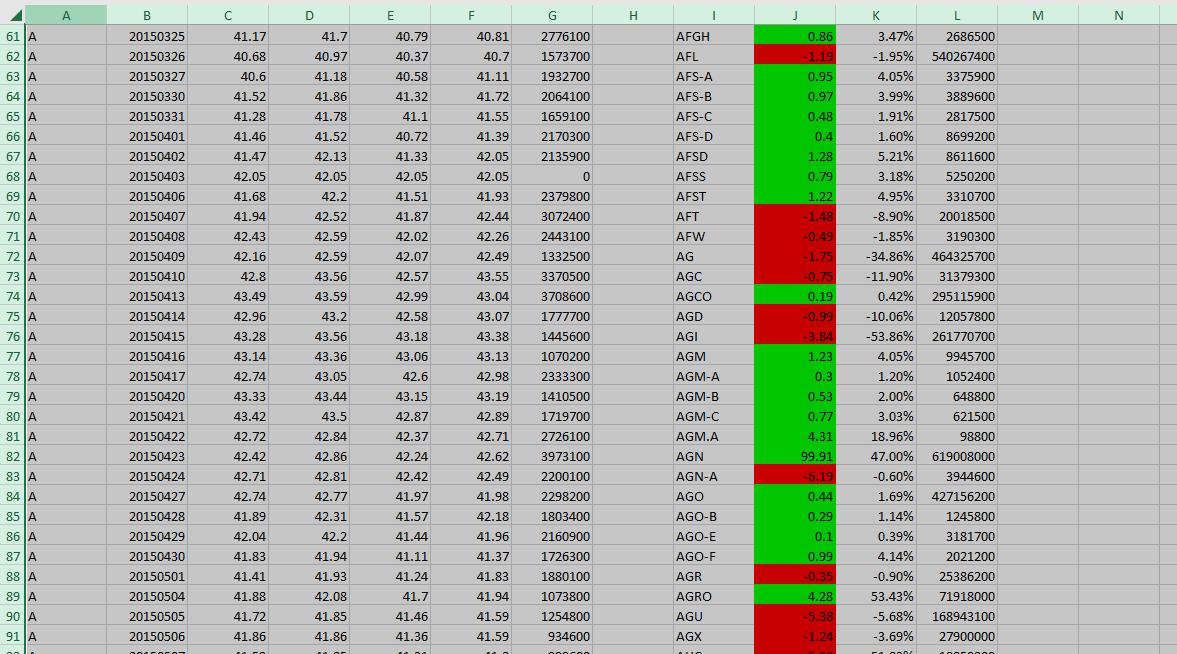 A B C D E F G H I J K L M N
61 A 20150325 41.17 41.7 40.79 40.81 2776100 AFGH 0.86 3.47% 2686500
62 A 20150326 40.68 40.97 40.37 40.7 1573700 AFL -1.19 -1.95% 540267400
63 A 20150327 40.6 41.18 40.58 41.11 1932700 AFS-A 0.95 4.05% 3375900
64 A 20150330 41.52 41.86 41.32 41.72 2064100 AFS-B 0.97 3.99% 3889600
65 A 20150331 41.28 41.78 41.1 41.55 1659100 AFS-C 0.48 1.91% 2817500
66 A 20150401 41.46 41.52 40.72 41.39 2170300 AFS-D 0.4 1.60% 8699200
67 A 20150402 41.47 42.13 41.33 42.05 2135900 AFSD 1.28 5.21% 8611600
68 A 20150403 42.05 42.05 42.05 42.05 0 AFSS 0.79 3.18% 5250200
69 A 20150406 41.68 42.2 41.51 41.93 2379800 AFST 1.22 4.95% 3310700
70 A 20150407 41.94 42.52 41.87 42.44 3072400 AFT -1.48 -8.90% 20018500
71 A 20150408 42.43 42.59 42.02 42.26 2443100 AFW -0.49 -1.85% 3190300
72 A 20150409 42.16 42.59 42.07 42.49 1332500 AG -1.75 -34.86% 464325700
73 A 20150410 42.8 43.56 42.57 43.55 3370500 AGC -0.75 -11.90% 31379300
74 A 20150413 43.49 43.59 42.99 43.04 3708600 AGCO 0.19 0.42% 295115900
75 A 20150414 42.96 43.2 42.58 43.07 1777700 AGD -0.99 -10.06% 12057800
76 A 20150415 43.28 43.56 43.18 43.38 1445600 AGI -3.84 -53.86% 261770700
77 A 20150416 43.14 43.36 43.06 43.13 1070200 AGM 1.23 4.05% 9945700
78 A 20150417 42.74 43.05 42.6 42.98 2333300 AGM-A 0.3 1.20% 1052400
79 A 20150420 43.33 43.44 43.15 43.19 1410500 AGM-B 0.53 2.00% 648800
80 A 20150421 43.42 43.5 42.87 42.89 1719700 AGM-C 0.77 3.03% 621500
81 A 20150422 42.72 42.84 42.37 42.71 2726100 AGM.A 4.31 18.96% 98800
82 A 20150423 42.42 42.86 42.24 42.62 3973100 AGN 99.91 47.00% 619008000
83 A 20150424 42.71 42.81 42.42 42.49 2200100 AGN-A -6.19 -0.60% 3944600
84 A 20150427 42.74 42.77 41.97 41.98 2298200 AGO 0.44 1.69% 427156200
85 A 20150428 41.89 42.31 41.57 42.18 1803400 AGO-B 0.29 1.14% 1245800
86 A 20150429 42.04 42.2 41.44 41.96 2160900 AGO-E 0.1 0.39% 3181700
87 A 20150430 41.83 41.94 41.11 41.37 1726300 AGO-F 0.99 4.14% 2021200
88 A 20150501 41.41 41.93 41.24 41.83 1880100 AGR -0.35 -0.90% 25386200
89 A 20150504 41.88 42.08 41.7 41.94 1073800 AGRO 4.28 53.43% 71918000
90 A 20150505 41.72 41.85 41.46 41.59 1254800 AGU -5.38 -5.68% 168943100
91 A 20150506 41.86 41.86 41.36 41.59 934600 AGX -1.24 -3.69% 27900000